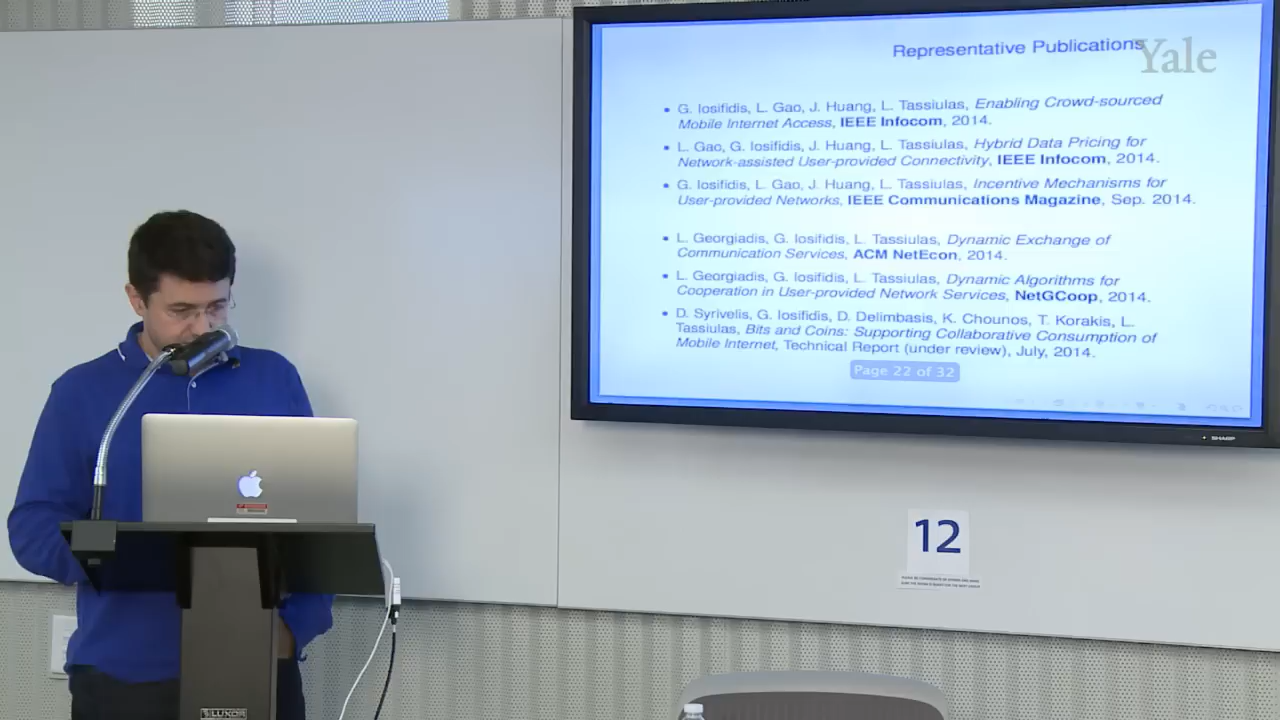 Representative Publications
Yale
• G. Iosifidis, L. Gao, J. Huang, L. Tassiulas, Enabling Crowd-sourced
Mobile Internet Access, IEEE Infocom, 2014.
• L. Gao, G. Iosifidis, J. Huang, L. Tassiulas, Hybrid Data Pricing for
Network-assisted User-provided Connectivity, IEEE Infocom, 2014.
• G. Iosifidis, L. Gao, J. Huang, L. Tassiulas, Incentive Mechanisms for
User-provided Networks, IEEE Communications Magazine, Sep. 2014.
• L. Georgiadis, G. Iosifidis, L. Tassiulas, Dynamic Exchange of
Communication Services, ACM NetEcon, 2014.
• L. Georgiadis, G. Iosifidis, L. Tassiulas, Dynamic Algorithms for
Cooperation in User-provided Network Services, NetGCoop, 2014.
• D. Syrivelis, G. Iosifidis, D. Delimbasis, K. Chounos, T. Korakis, L.
Tassiulas, Bits and Coins: Supporting Collaborative Consumption of
Mobile Internet, Technical Report (under review), July, 2014.
Page 22 of 32
SHARP
12
LUXOR